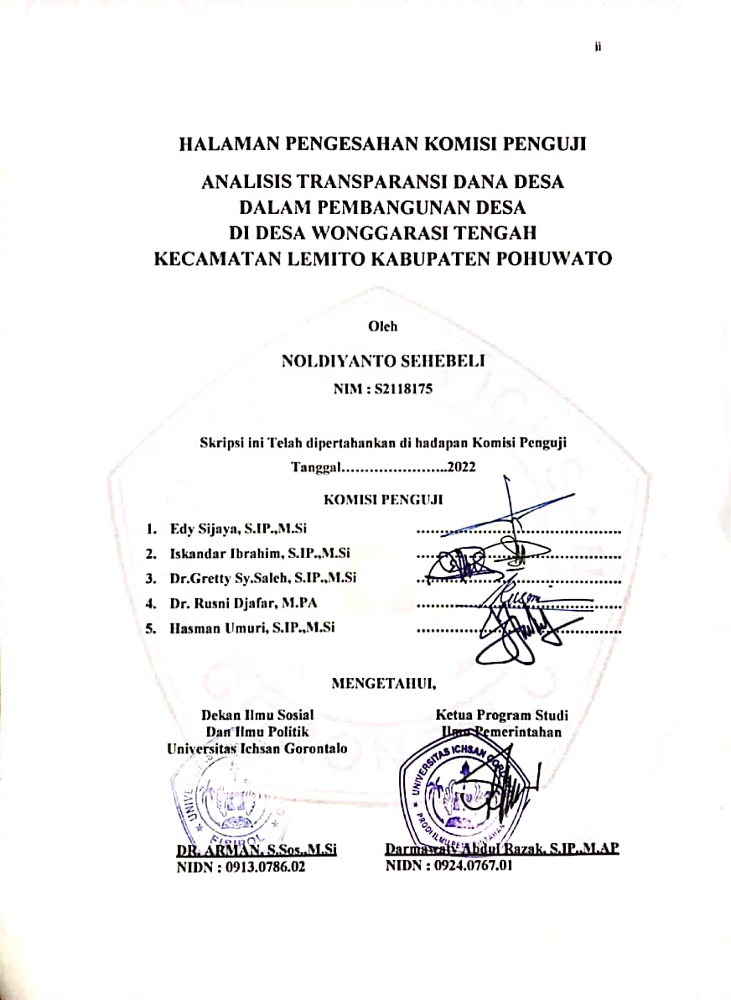 ii
HALAMAN PENGESAHAN KOMISI PENGUJI
ANALISIS TRANSPARANSI DANA DESA
DALAM PEMBANGUNAN DESA
DI DESA WONGGARASI TENGAH
KECAMATAN LEMITO KABUPATEN POHUWATO
Oleh
NOLDIYANTO SEHEBELI
NIM : S2118175
Skripsi ini Telah dipertahankan di hadapan Komisi Penguji
Tanggal.......................2022
KOMISI PENGUJI
1. Edy Sijaya, S.IP.,M.Si ............................................
2. Iskandar Ibrahim, S.IP.,M.Si ............................................
3. Dr.Gretty Sy.Saleh, S.IP.,M.Si ............................................
4. Dr. Rusni Djafar, M.PA ............................................
Rusni
5. Hasman Umuri, S.IP.,M.Si ............................................
MENGETAHUI,
Dekan Ilmu Sosial
Dan Ilmu Politik
Universitas Ichsan Gorontalo
Ketua Program Studi
Ilmu Pemerintahan
FISIPOL
DR. ARMAN, S.Sos.,M.Si
NIDN : 0913.0786.02
UNIVERSITAS ICHSAN GORO
PRODI ILMU PEMERINTAHAN
Darmawaty Abdul Razak, S.IP.,M.AP
NIDN : 0924.0767.01